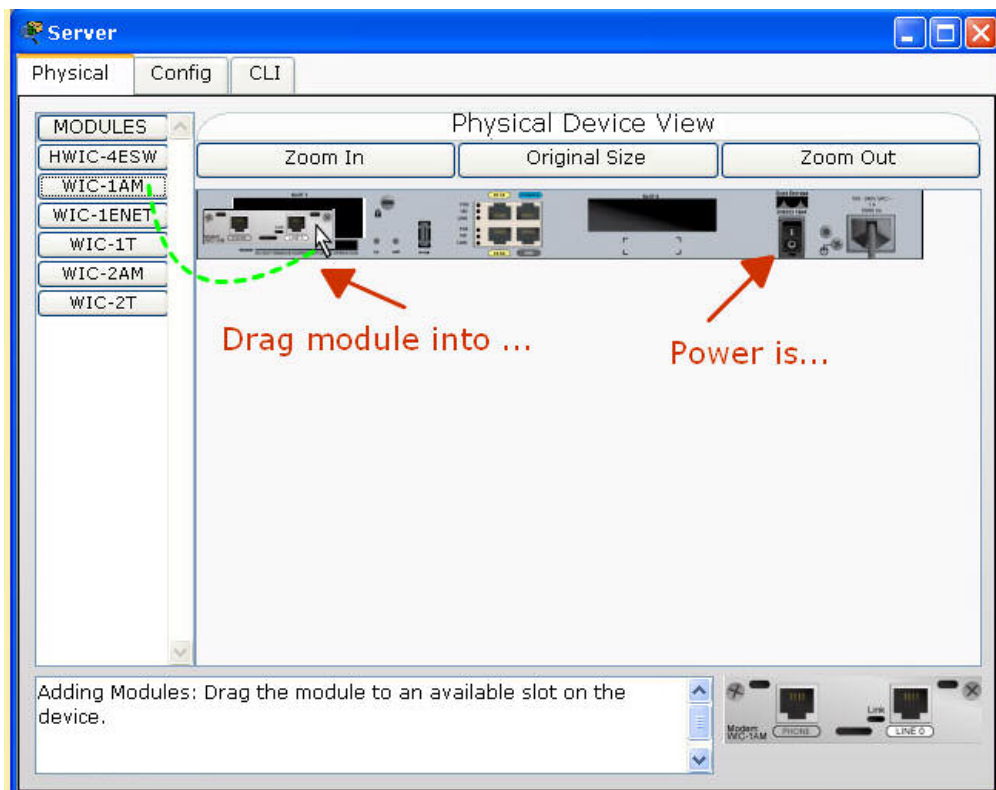 Server
Physical Config CLI
MODULES
Physical Device View
HWIC-4ESW
Zoom In Original Size Zoom Out
WIC-1AM
WIC-1ENET
WIC-1T
WIC-2AM
WIC-2T
Drag module into ...
Power is...
Adding Modules: Drag the module to an available slot on the
device.
Link
Modem
WIC-1AM
PHONE
LINE 0